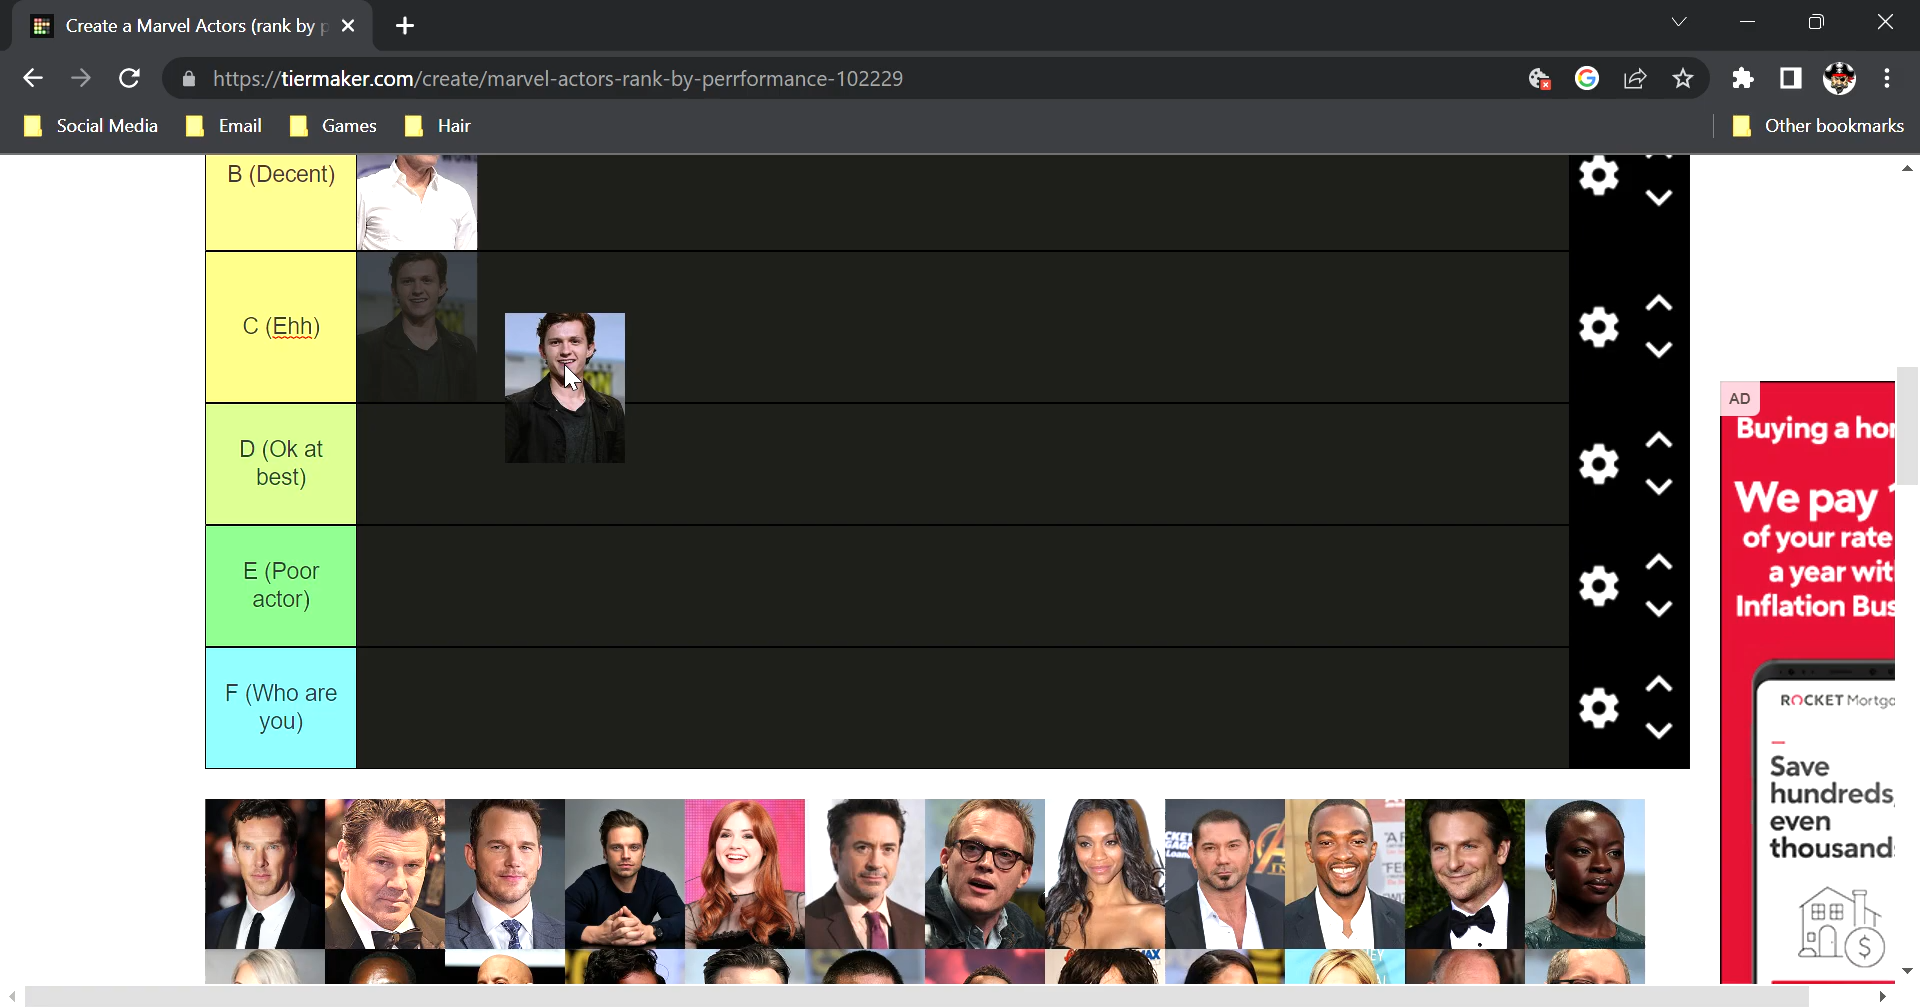 Create a Marvel Actors (rank by p
https://tiermaker.com/create/marvel-actors-rank-by-perrformance-102229
Social Media
Email
Games
Hair
Other bookmarks
B (Decent)
C (Ehh)
D (Ok at
best)
E (Poor
actor)
F (Who are
you)
AD
Buying a hor
We pay
of your rate
a year wit
Inflation Bus
ROCKET Mortga
Save
hundreds,
even
thousand